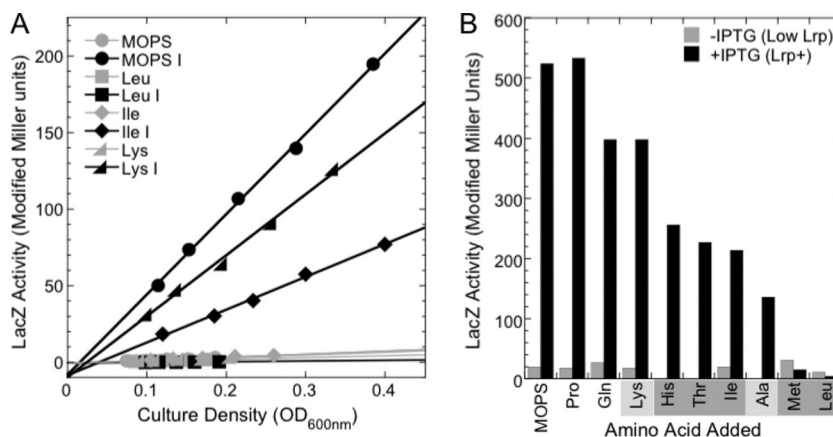 A
LacZ Activity (Modified Miller units)
200
150
100
50
0
MOPS
MOPS I
Leu
Leu I
Ile
Ile I
Lys
Lys I
0 0.1 0.2 0.3 0.4
Culture Density (OD600nm)
B
LacZ Activity (Modified Miller Units)
600
500
400
300
200
100
0
-IPTG (Low Lrp)
+IPTG (Lrp+)
MOPS
Pro
Gln
Lys
His
Thr
Ile
Ala
Met
Leu
Amino Acid Added